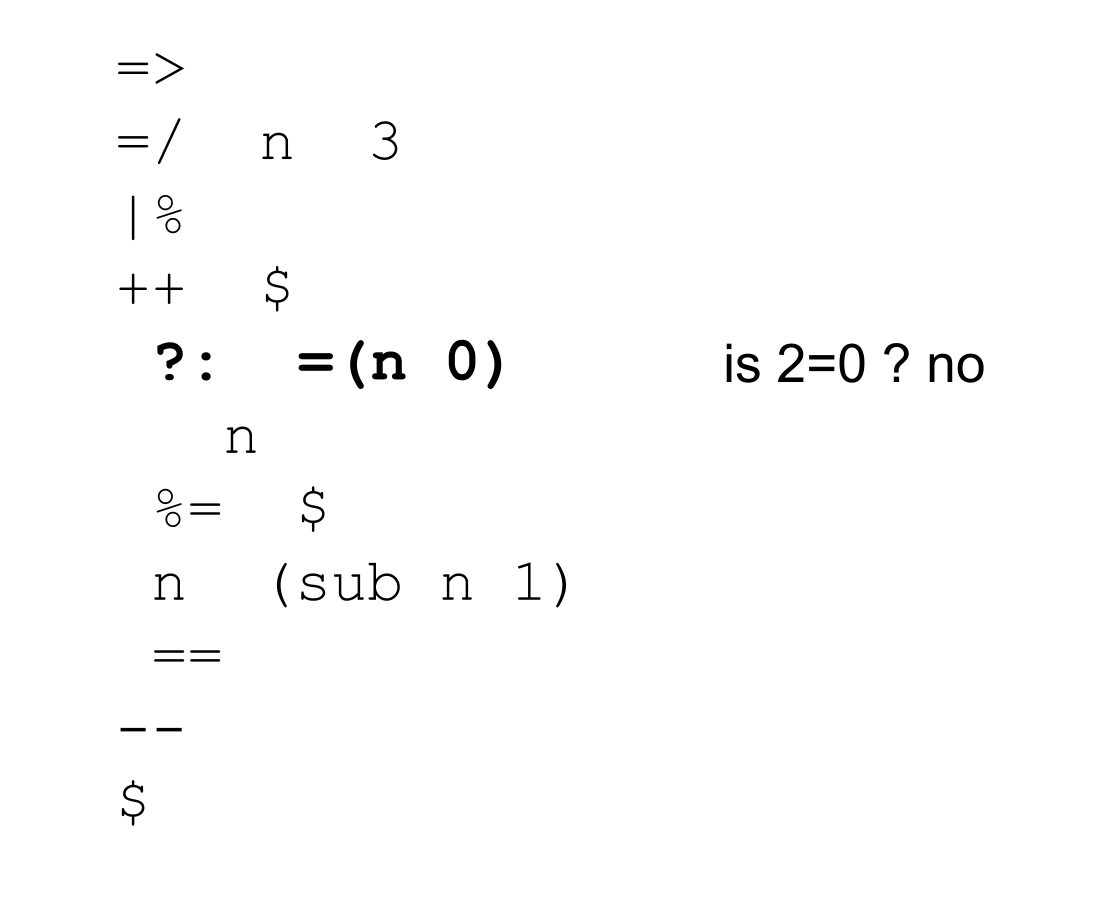 =>
=/  n  3
|%
++  $
?:  =(n 0)  is 2=0 ? no
n
%=  $
n  (sub n 1)
==
--
$